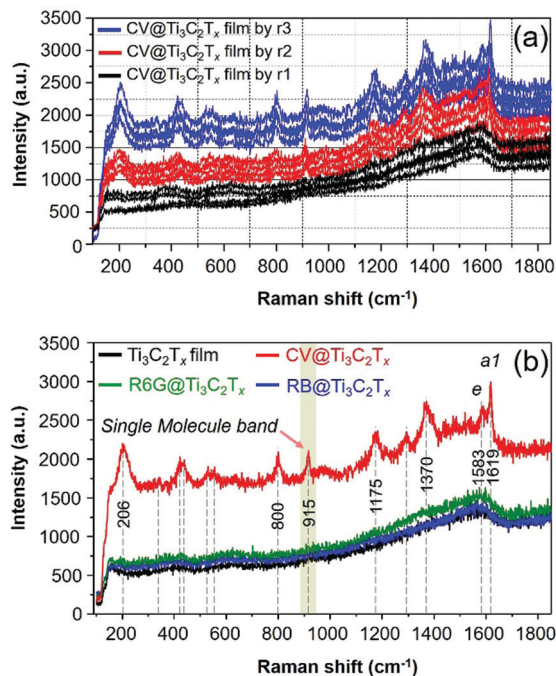 (a)
CV@Ti₃C₂Tₓ film by r3
CV@Ti₃C₂Tₓ film by r2
CV@Ti₃C₂Tₓ film by r1
Intensity (a.u.)
3500
3000
2500
2000
1500
1000
500
0
200 400 600 800 1000 1200 1400 1600 1800
Raman shift (cm⁻¹)
(b)
Ti₃C₂Tₓ film CV@Ti₃C₂Tₓ
R6G@Ti₃C₂Tₓ RB@Ti₃C₂Tₓ
a1
e
Single Molecule band
Intensity (a.u.)
3500
3000
2500
2000
1500
1000
500
0
206
800
915
1175
1370
1583
1619
200 400 600 800 1000 1200 1400 1600 1800
Raman shift (cm⁻¹)